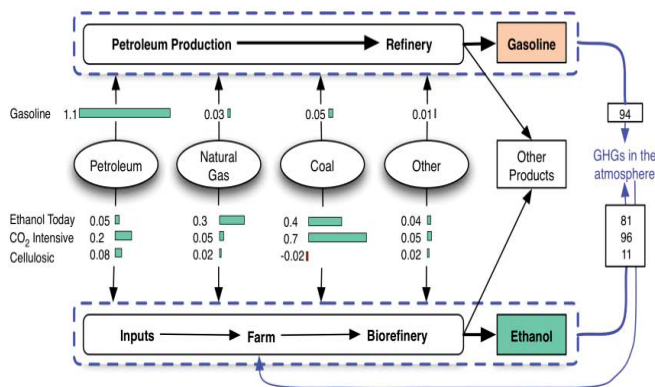 Petroleum Production Refinery Gasoline
Gasoline 1.1 0.03 0.05 0.01 94
Petroleum Natural Gas Coal Other Other Products GHGs in the atmosphere
Ethanol Today 0.05 0.3 0.4 0.04 81
CO2 Intensive 0.2 0.05 0.7 0.05 96
Cellulosic 0.08 0.02 -0.02 0.02 11
Inputs Farm Biorefinery Ethanol